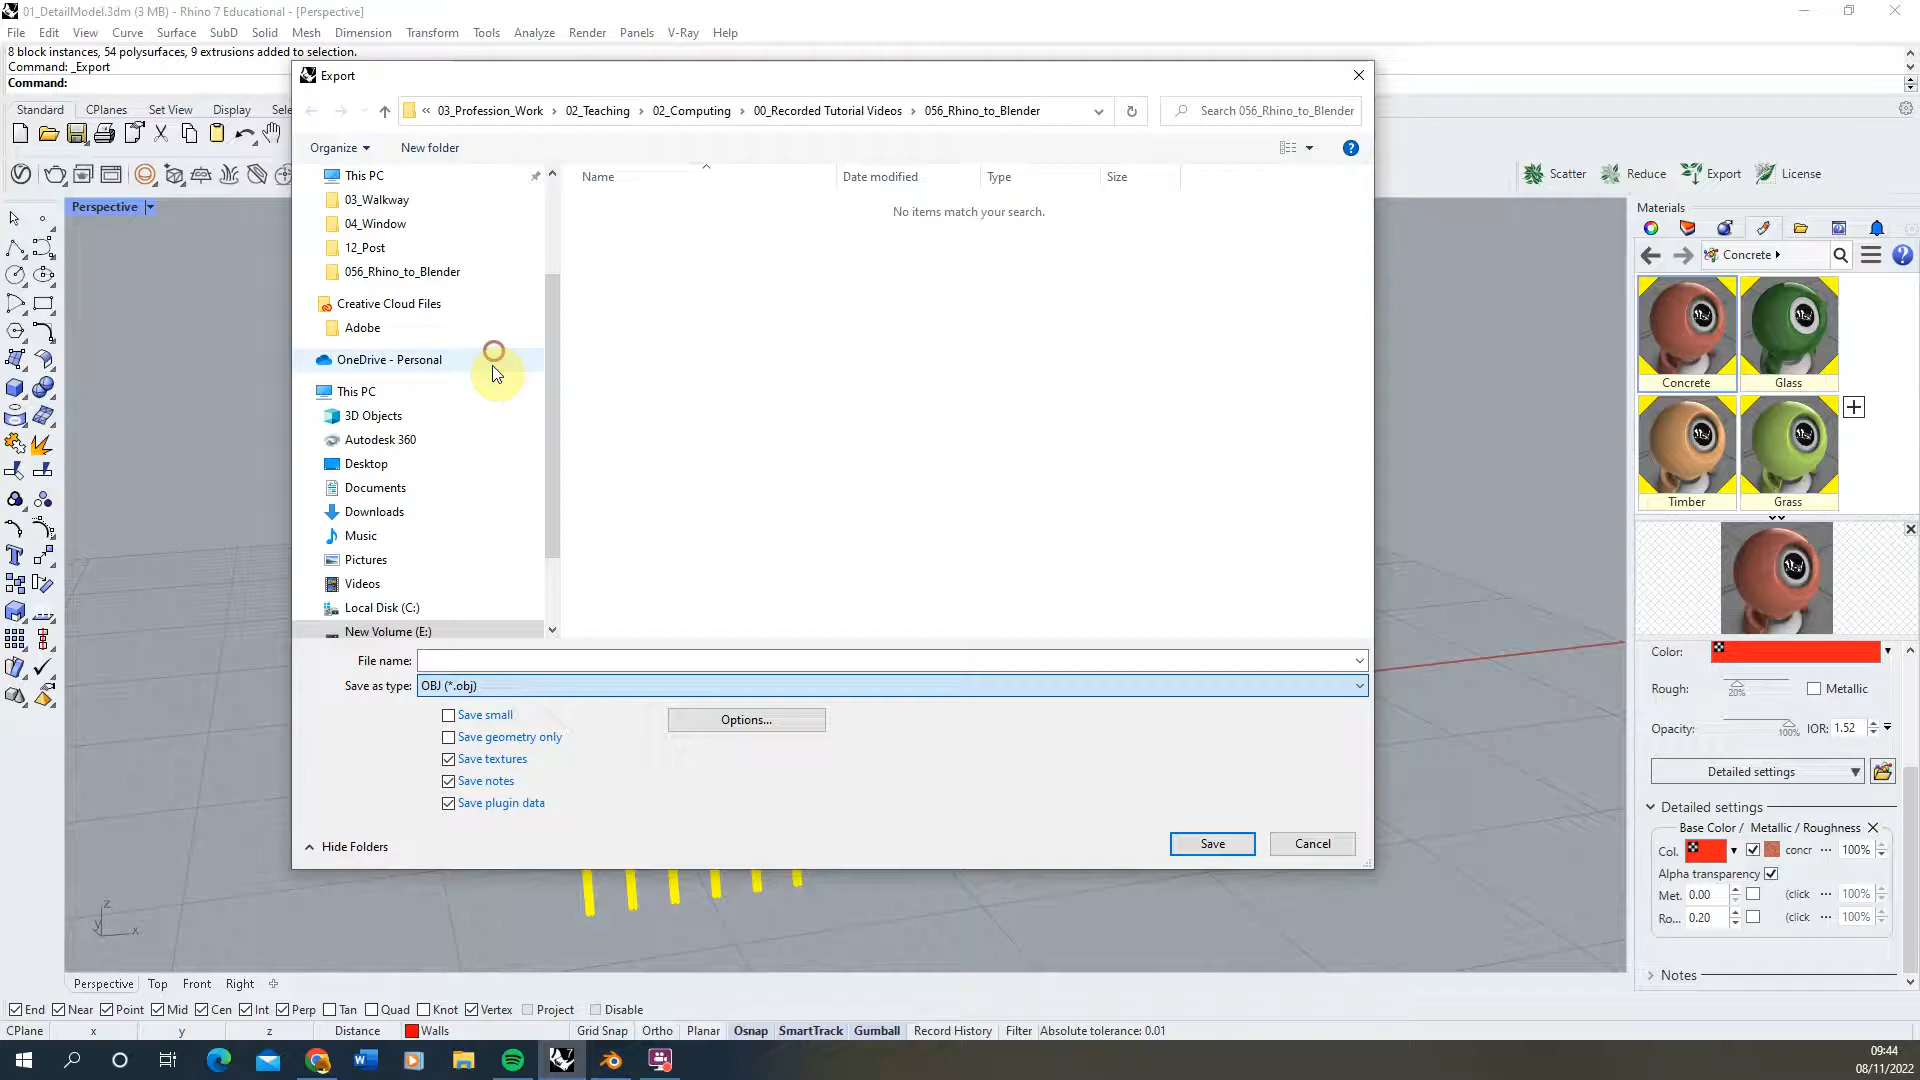 01_DetailModel.3dm (3 MB) - Rhino 7 Educational - [Perspective]
File Edit View Curve Surface SubD Solid Mesh Dimension Transform Tools Analyze Render Panels V-Ray Help
8 block instances, 54 polysurfaces, 9 extrusions added to selection.
Command: _Export
Command:
Standard CPlanes Set View Display Sele
Export
« 03_Profession_Work › 02_Teaching › 02_Computing › 00_Recorded Tutorial Videos › 056_Rhino_to_Blender
Search 056_Rhino_to_Blender
Organize New folder
Name Date modified Type Size
No items match your search.
This PC
03_Walkway
04_Window
12_Post
056_Rhino_to_Blender
Creative Cloud Files
Adobe
OneDrive - Personal
This PC
3D Objects
Autodesk 360
Desktop
Documents
Downloads
Music
Pictures
Videos
Local Disk (C:)
New Volume (E:)
File name:
Save as type: OBJ (*.obj)
Save small
Options...
Save geometry only
Save textures
Save notes
Save plugin data
Hide Folders
Save Cancel
Scatter Reduce Export License
Perspective
Materials
Concrete
Concrete Glass
Timber Grass
Color:
Rough: 20% Metallic
Opacity: 100% IOR: 1.52
Detailed settings
Detailed settings
Base Color / Metallic / Roughness
Col. concr ··· 100%
Alpha transparency
Met. 0.00 (click ··· 100%
Ro... 0.20 (click ··· 100%
Notes
z
y
x
Perspective Top Front Right
End Near Point Mid Cen Int Perp Tan Quad Knot Vertex Project Disable
CPlane x y z Distance Walls Grid Snap Ortho Planar Osnap SmartTrack Gumball Record History Filter Absolute tolerance: 0.01
09:44
08/11/2022